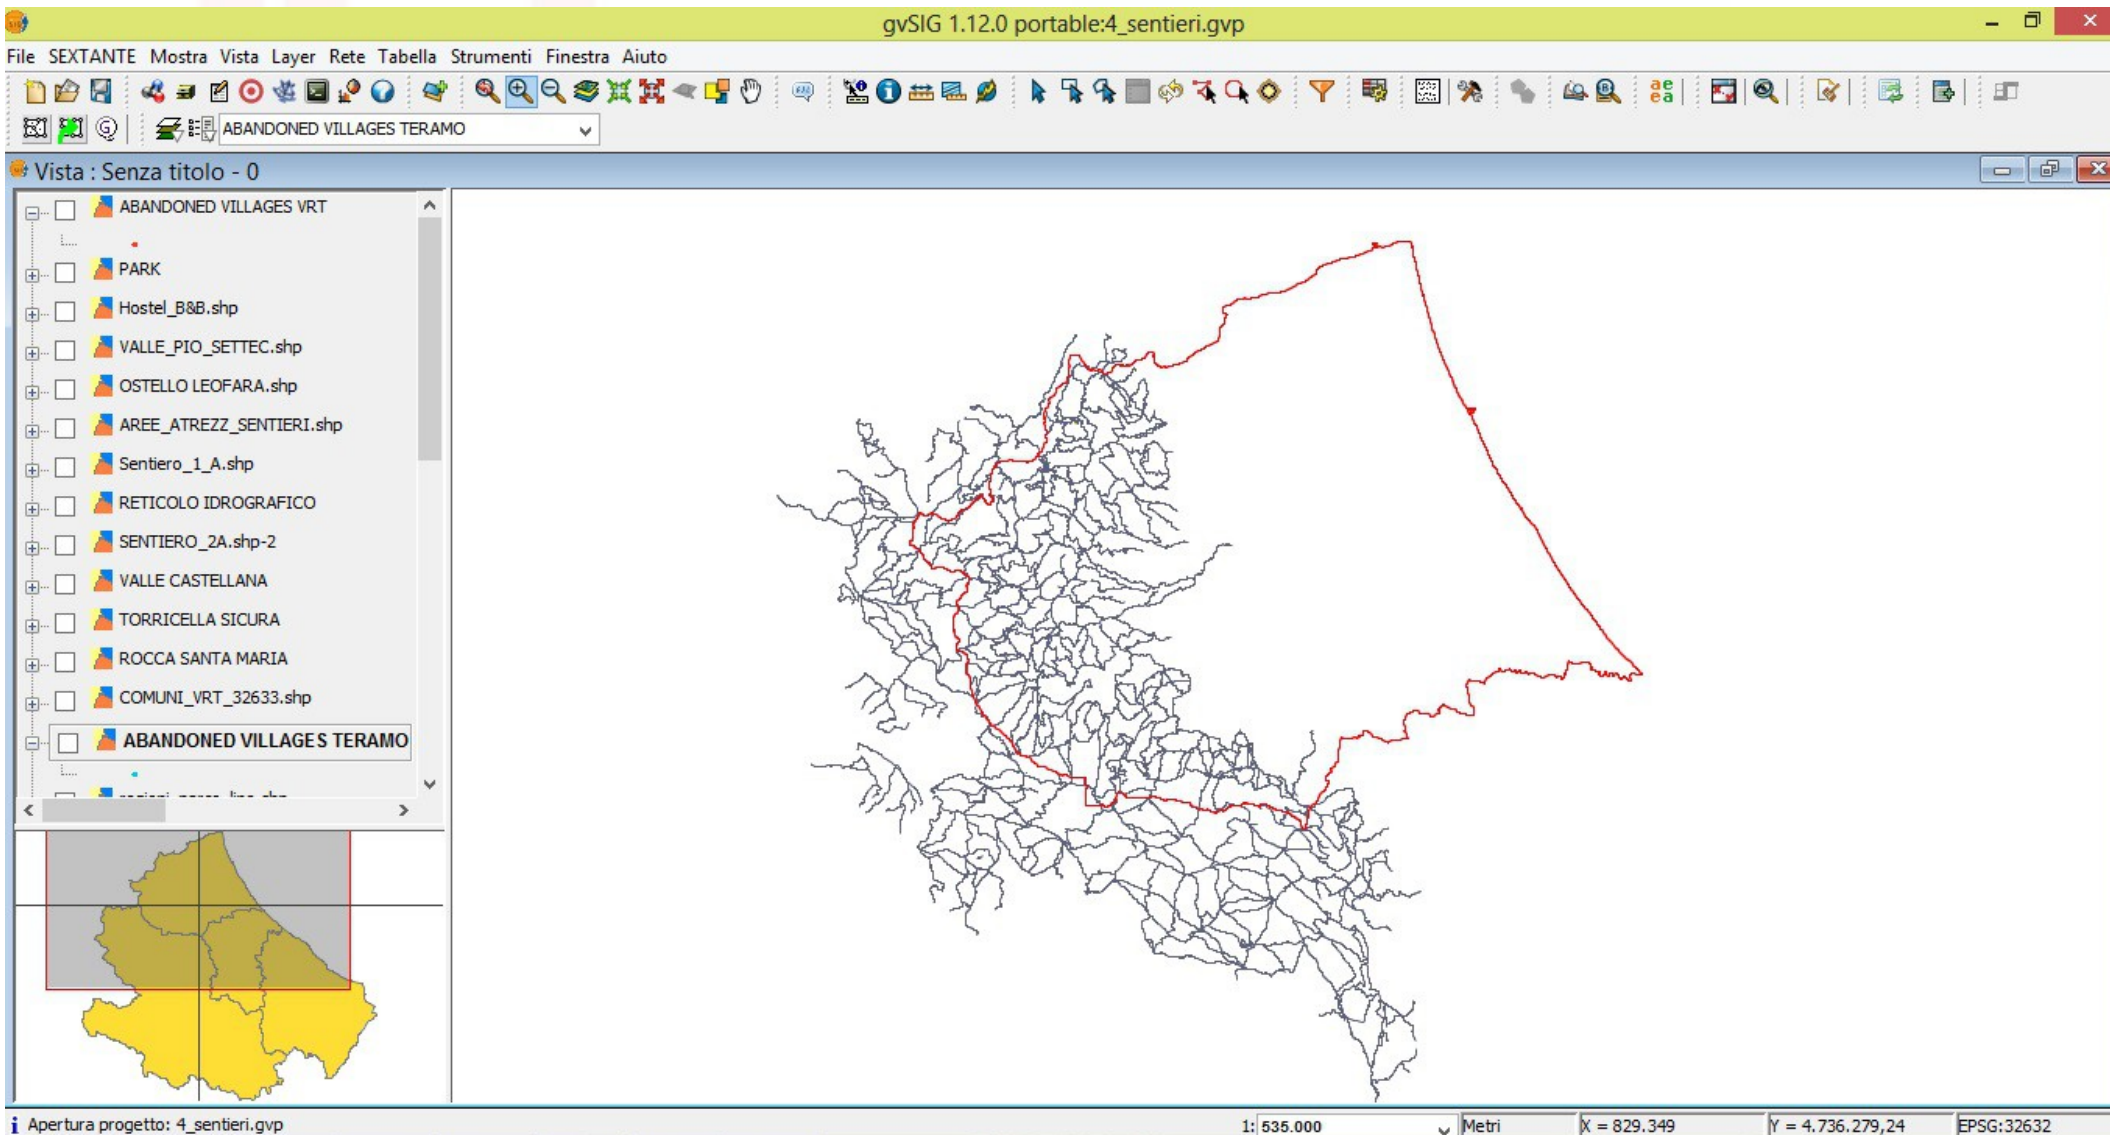 gvSIG 1.12.0 portable:4_sentieri.gvp
File SEXTANTE Mostra Vista Layer Rete Tabella Strumenti Finestra Aiuto
ABANDONED VILLAGES TERAMO
Vista : Senza titolo - 0
ABANDONED VILLAGES VRT
PARK
Hostel_B&B.shp
VALLE_PIO_SETTEC.shp
OSTELLO LEOFARA.shp
AREE_ATREZZ_SENTIERI.shp
Sentiero_1_A.shp
RETICOLO IDROGRAFICO
SENTIERO_2A.shp-2
VALLE CASTELLANA
TORRICELLA SICURA
ROCCA SANTA MARIA
COMUNI_VRT_32633.shp
ABANDONED VILLAGES TERAMO
Apertura progetto: 4_sentieri.gvp
1: 535.000 Metri X = 829.349 Y = 4.736.279,24 EPSG:32632